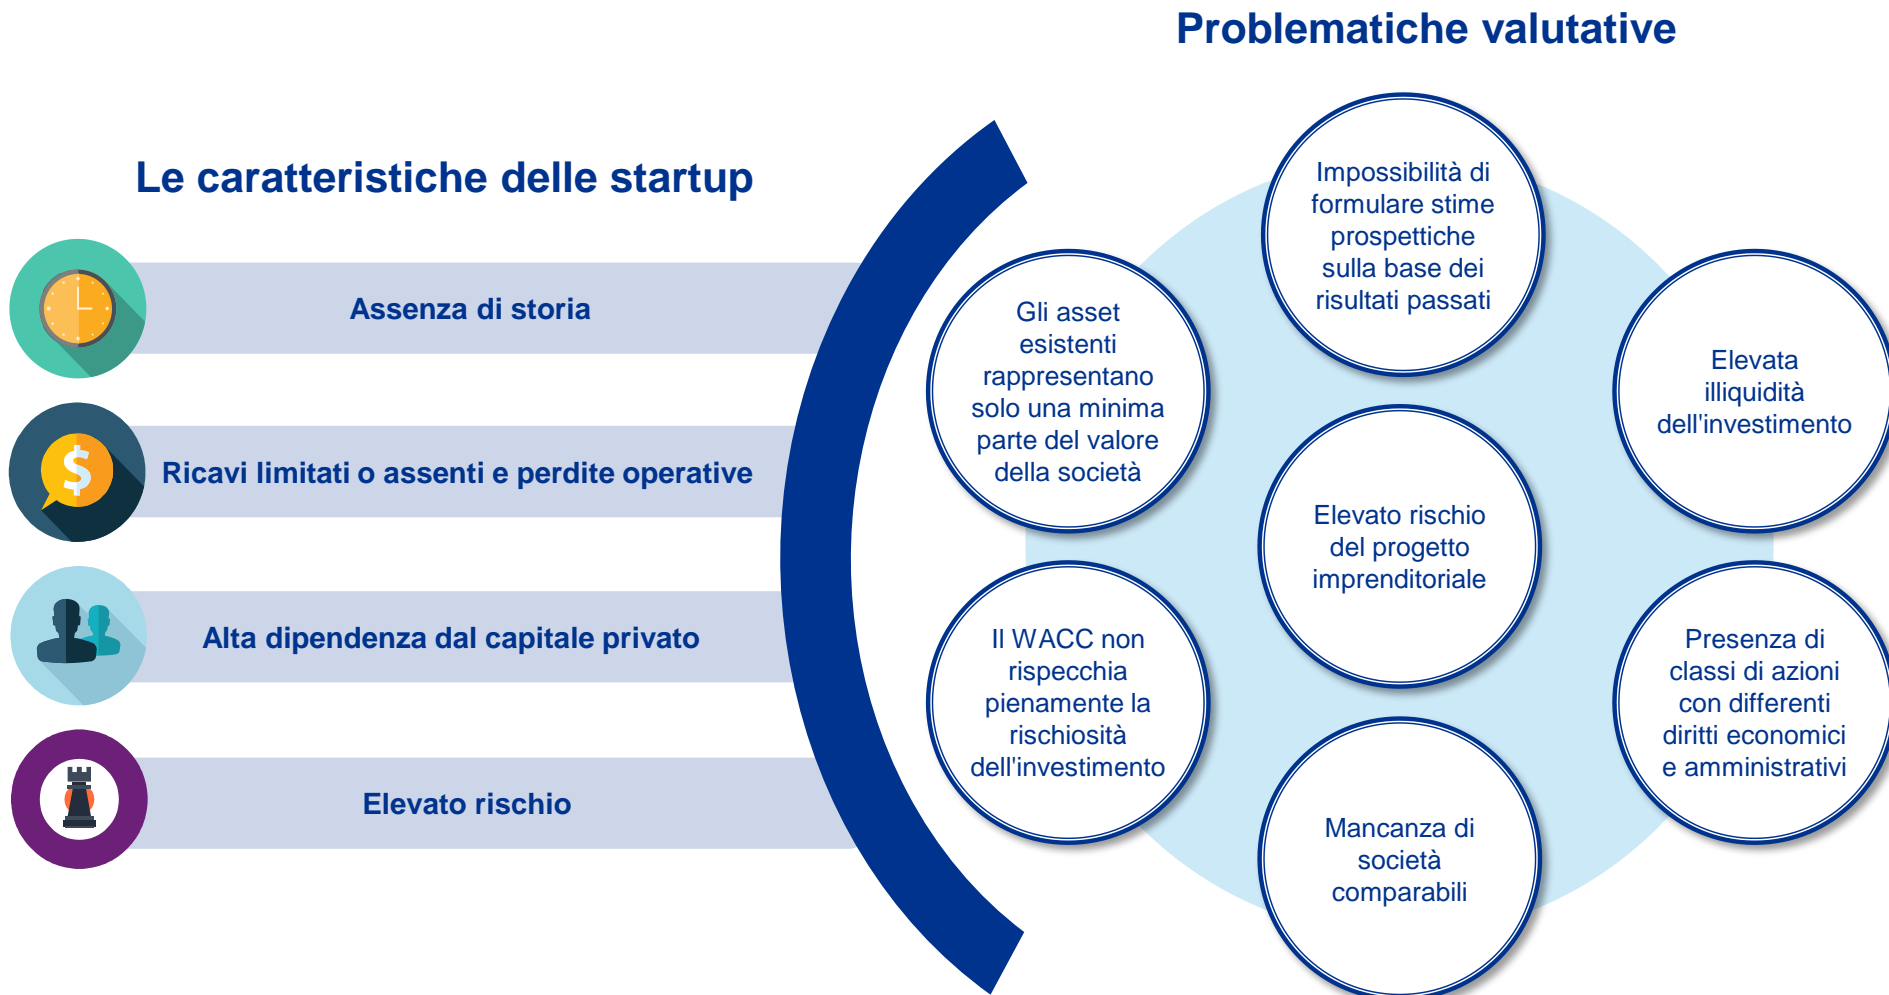 Problematiche valutative
Le caratteristiche delle startup
Assenza di storia
Ricavi limitati o assenti e perdite operative
Alta dipendenza dal capitale privato
Elevato rischio
Impossibilità di
formulare stime
prospettiche
sulla base dei
risultati passati
Gli asset
esistenti
rappresentano
solo una minima
parte del valore
della società
Elevata
illiquidità
dell'investimento
Elevato rischio
del progetto
imprenditoriale
Il WACC non
rispecchia
pienamente la
rischiosità
dell'investimento
Presenza di
classi di azioni
con differenti
diritti economici
e amministrativi
Mancanza di
società
comparabili